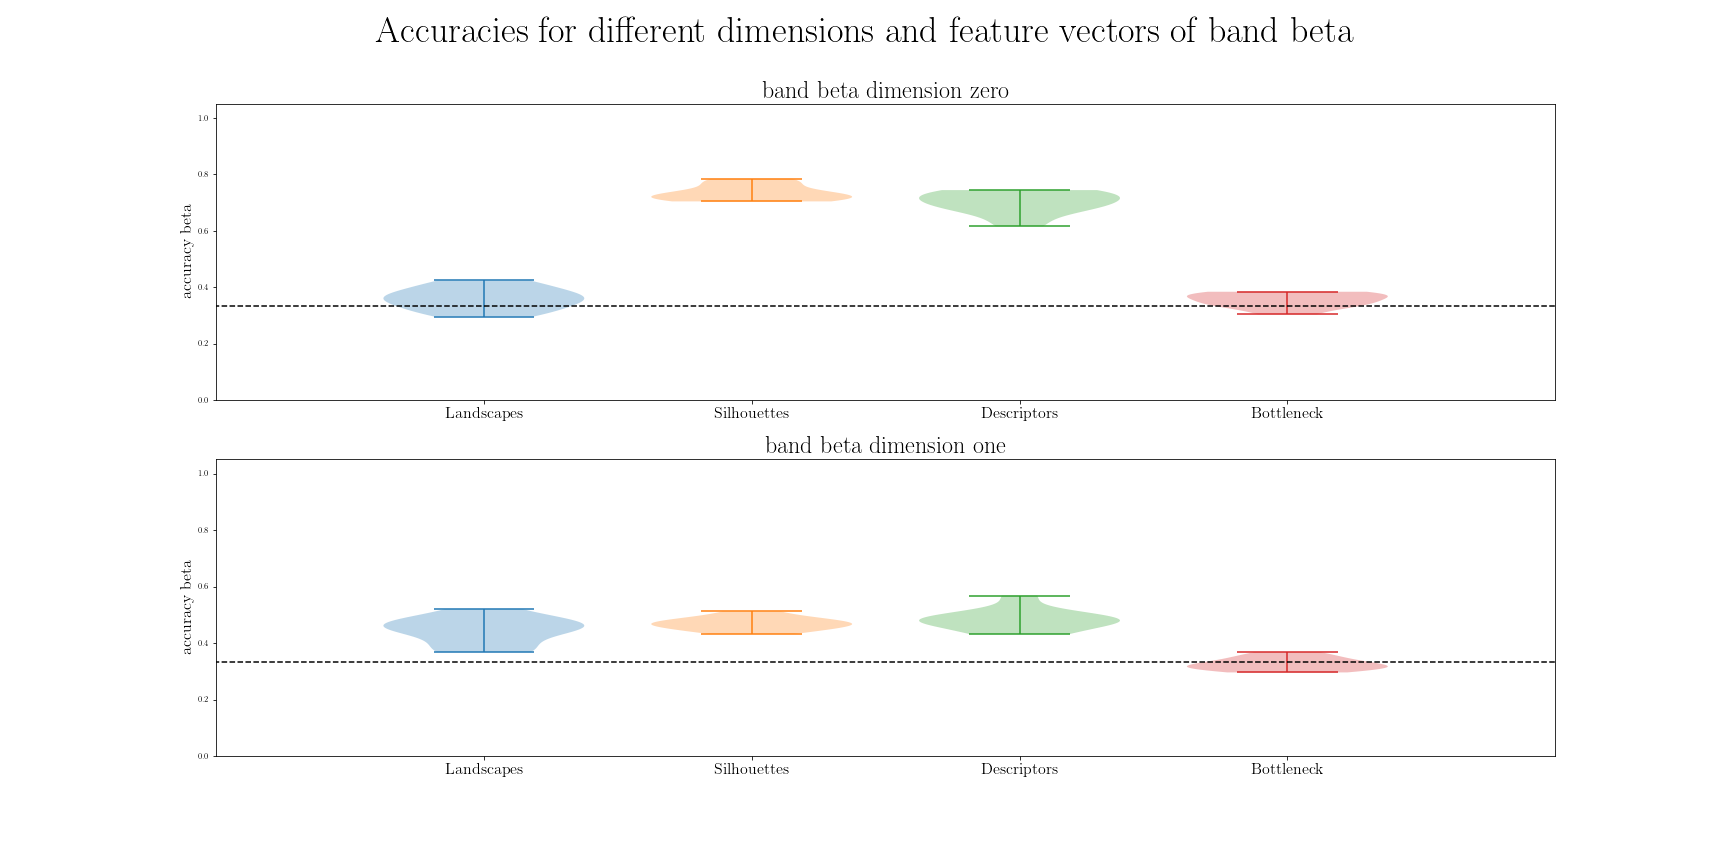 Accuracies for different dimensions and feature vectors of band beta
band beta dimension zero
accuracy beta
1.0
0.8
0.6
0.4
0.2
0.0
Landscapes Silhouettes Descriptors Bottleneck
band beta dimension one
accuracy beta
1.0
0.8
0.6
0.4
0.2
0.0
Landscapes Silhouettes Descriptors Bottleneck